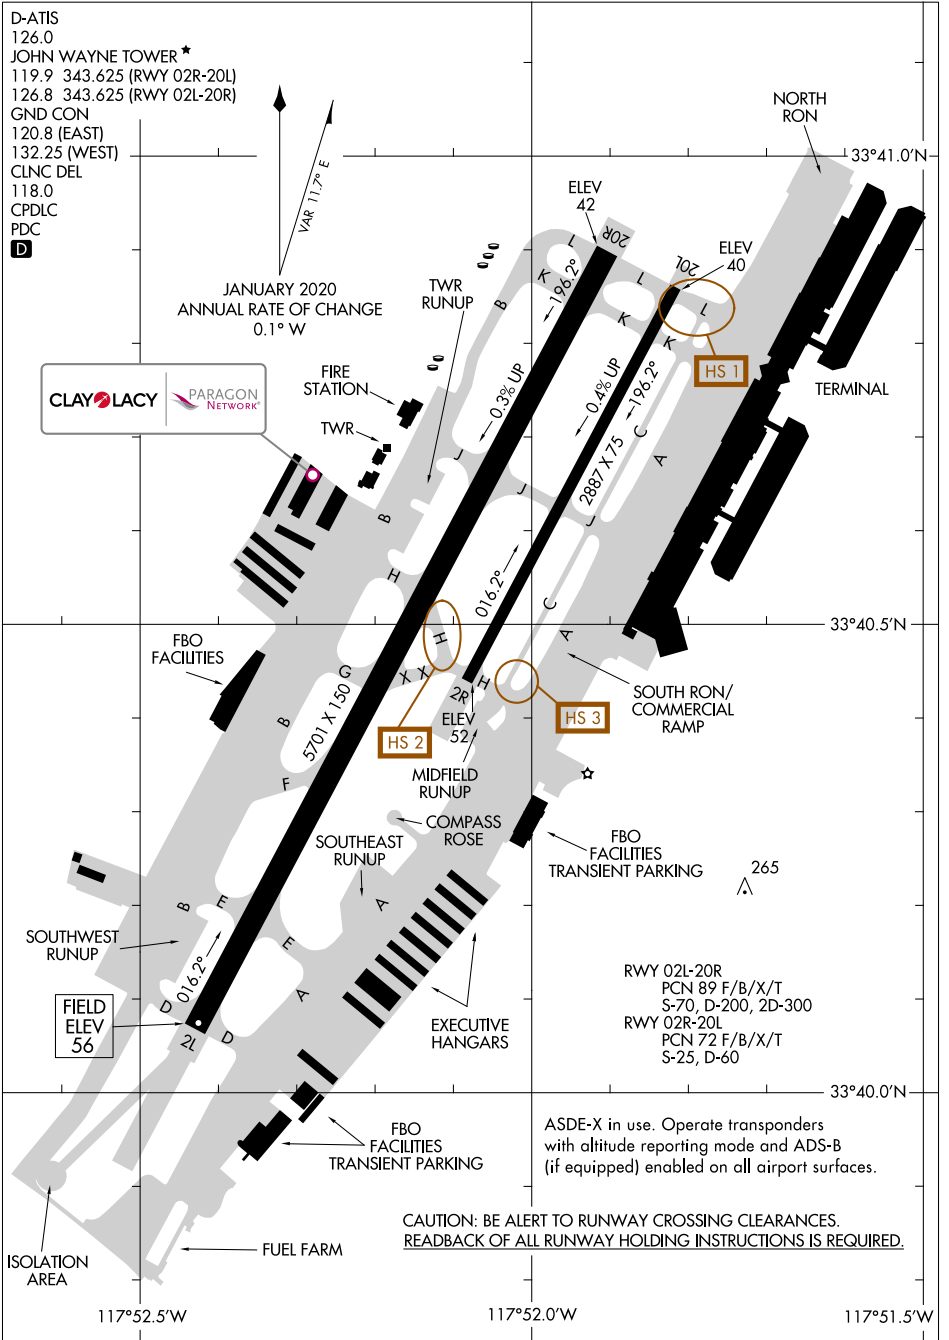 D-ATIS
126.0
JOHN WAYNE TOWER ★
119.9 343.625 (RWY 02R-20L)
126.8 343.625 (RWY 02L-20R)
GND CON
120.8 (EAST)
132.25 (WEST)
CLNC DEL
118.0
CPDLC
PDC
D
VAR 11.7° E
JANUARY 2020
ANNUAL RATE OF CHANGE
0.1° W
NORTH
RON
33°41.0'N
ELEV
42
20R
L
ELEV
40
20L
L
L
K
K
K
B
196.2°
HS 1
TWR
RUNUP
FIRE
STATION
TWR
CLAY LACY
PARAGON
NETWORK®
TERMINAL
0.3% UP
0.4% UP
196.2°
2887 X 75
C
A
J
J
J
B
H
016.2°
C
A
H
33°40.5'N
FBO
FACILITIES
G
X
X
2R
H
ELEV
52
HS 2
HS 3
SOUTH RON/
COMMERCIAL
RAMP
5701 X 150
B
F
MIDFIELD
RUNUP
COMPASS
ROSE
SOUTHEAST
RUNUP
FBO
FACILITIES
TRANSIENT PARKING
265
B
E
E
A
A
SOUTHWEST
RUNUP
016.2°
D
D
2L
FIELD
ELEV
56
EXECUTIVE
HANGARS
RWY 02L-20R
PCN 89 F/B/X/T
S-70, D-200, 2D-300
RWY 02R-20L
PCN 72 F/B/X/T
S-25, D-60
33°40.0'N
FBO
FACILITIES
TRANSIENT PARKING
ASDE-X in use. Operate transponders
with altitude reporting mode and ADS-B
(if equipped) enabled on all airport surfaces.
CAUTION: BE ALERT TO RUNWAY CROSSING CLEARANCES.
READBACK OF ALL RUNWAY HOLDING INSTRUCTIONS IS REQUIRED.
FUEL FARM
ISOLATION
AREA
117°52.5'W
117°52.0'W
117°51.5'W